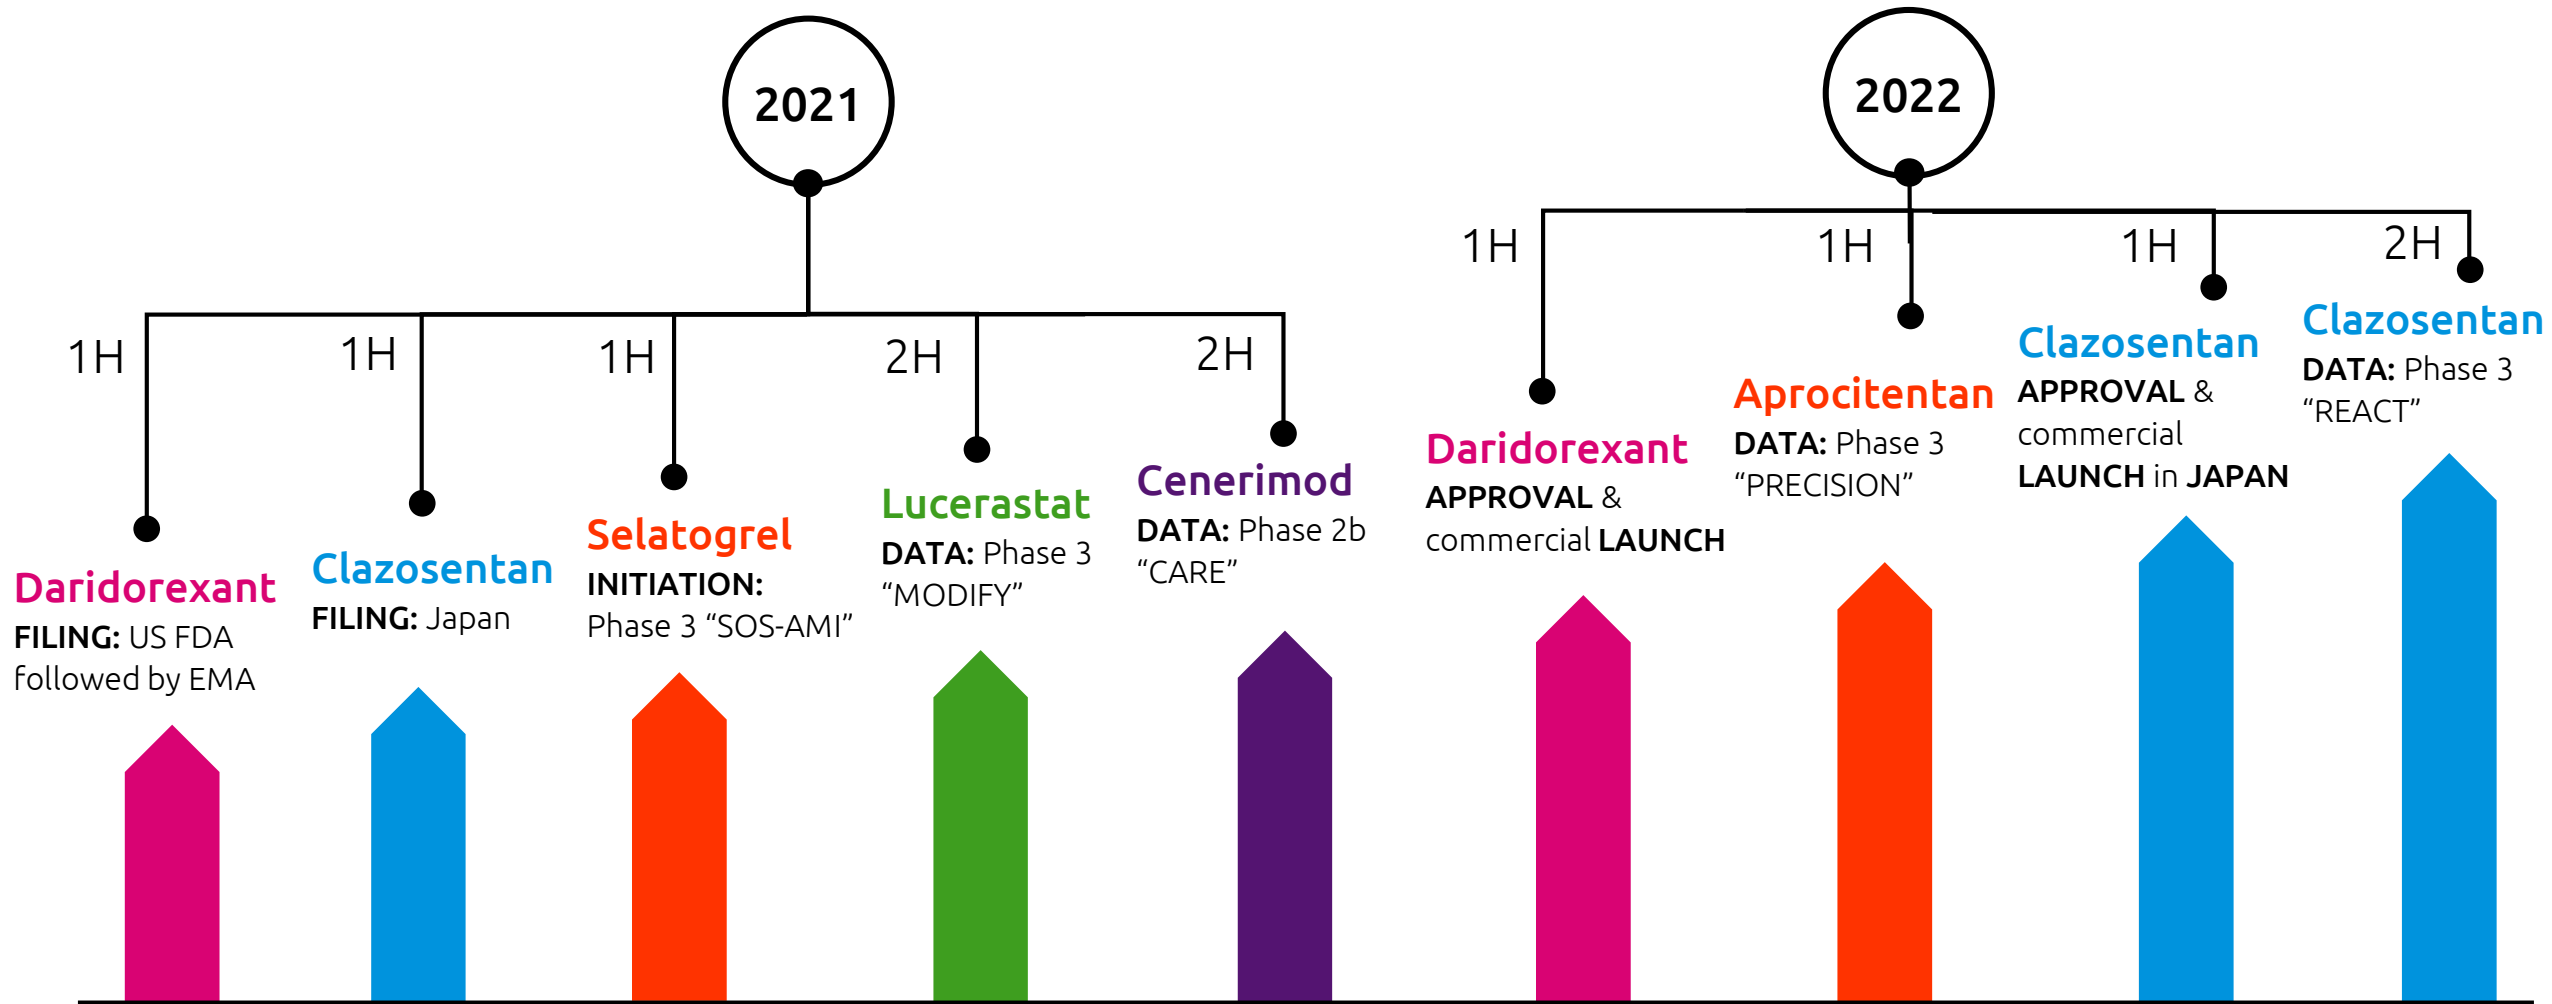 2021
1H
Daridorexant
FILING: US FDA
followed by EMA
1H
Clazosentan
FILING: Japan
1H
Selatogrel
INITIATION:
Phase 3 “SOS-AMI”
2H
Lucerastat
DATA: Phase 3
“MODIFY”
2H
Cenerimod
DATA: Phase 2b
“CARE”
2022
1H
Daridorexant
APPROVAL &
commercial LAUNCH
1H
Aprocitentan
DATA: Phase 3
“PRECISION”
1H
Clazosentan
APPROVAL &
commercial
LAUNCH in JAPAN
2H
Clazosentan
DATA: Phase 3
“REACT”